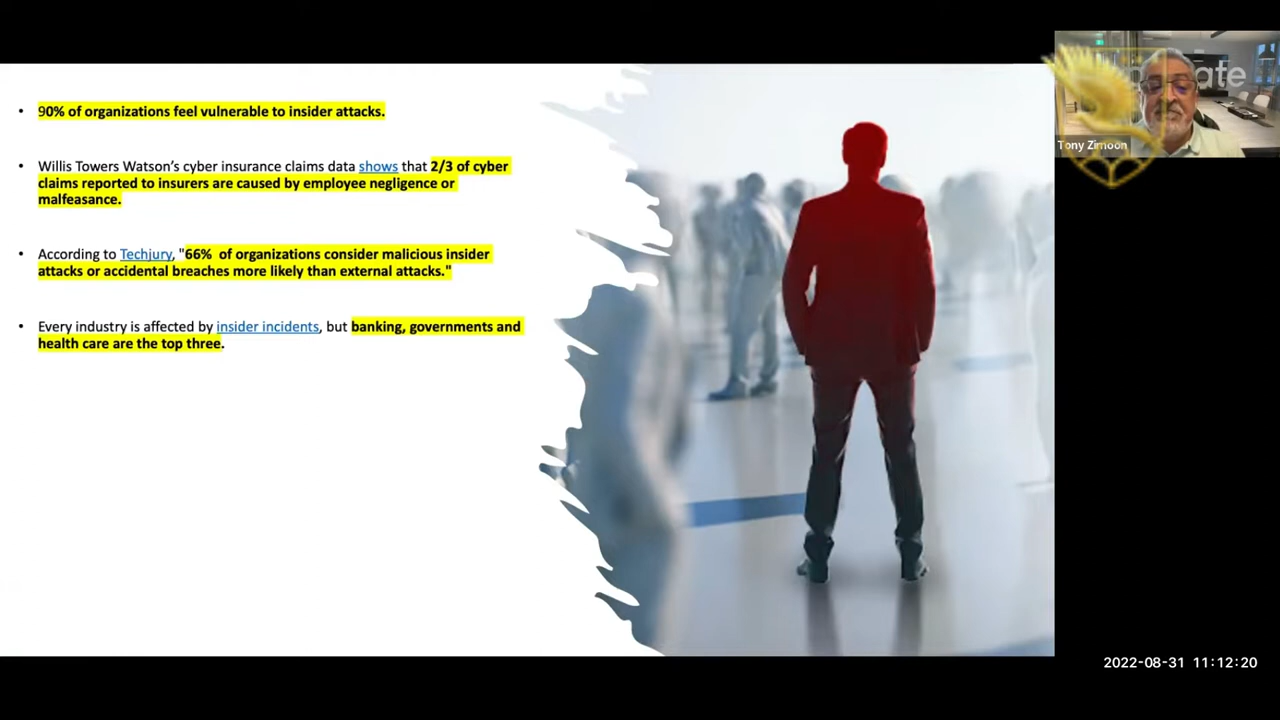 • 90% of organizations feel vulnerable to insider attacks.
• Willis Towers Watson’s cyber insurance claims data shows that 2/3 of cyber
claims reported to insurers are caused by employee negligence or
malfeasance.
• According to Techjury, "66%  of organizations consider malicious insider
attacks or accidental breaches more likely than external attacks."
• Every industry is affected by insider incidents, but banking, governments and
health care are the top three.
Tony Zimoon
2022-08-31 11:12:20